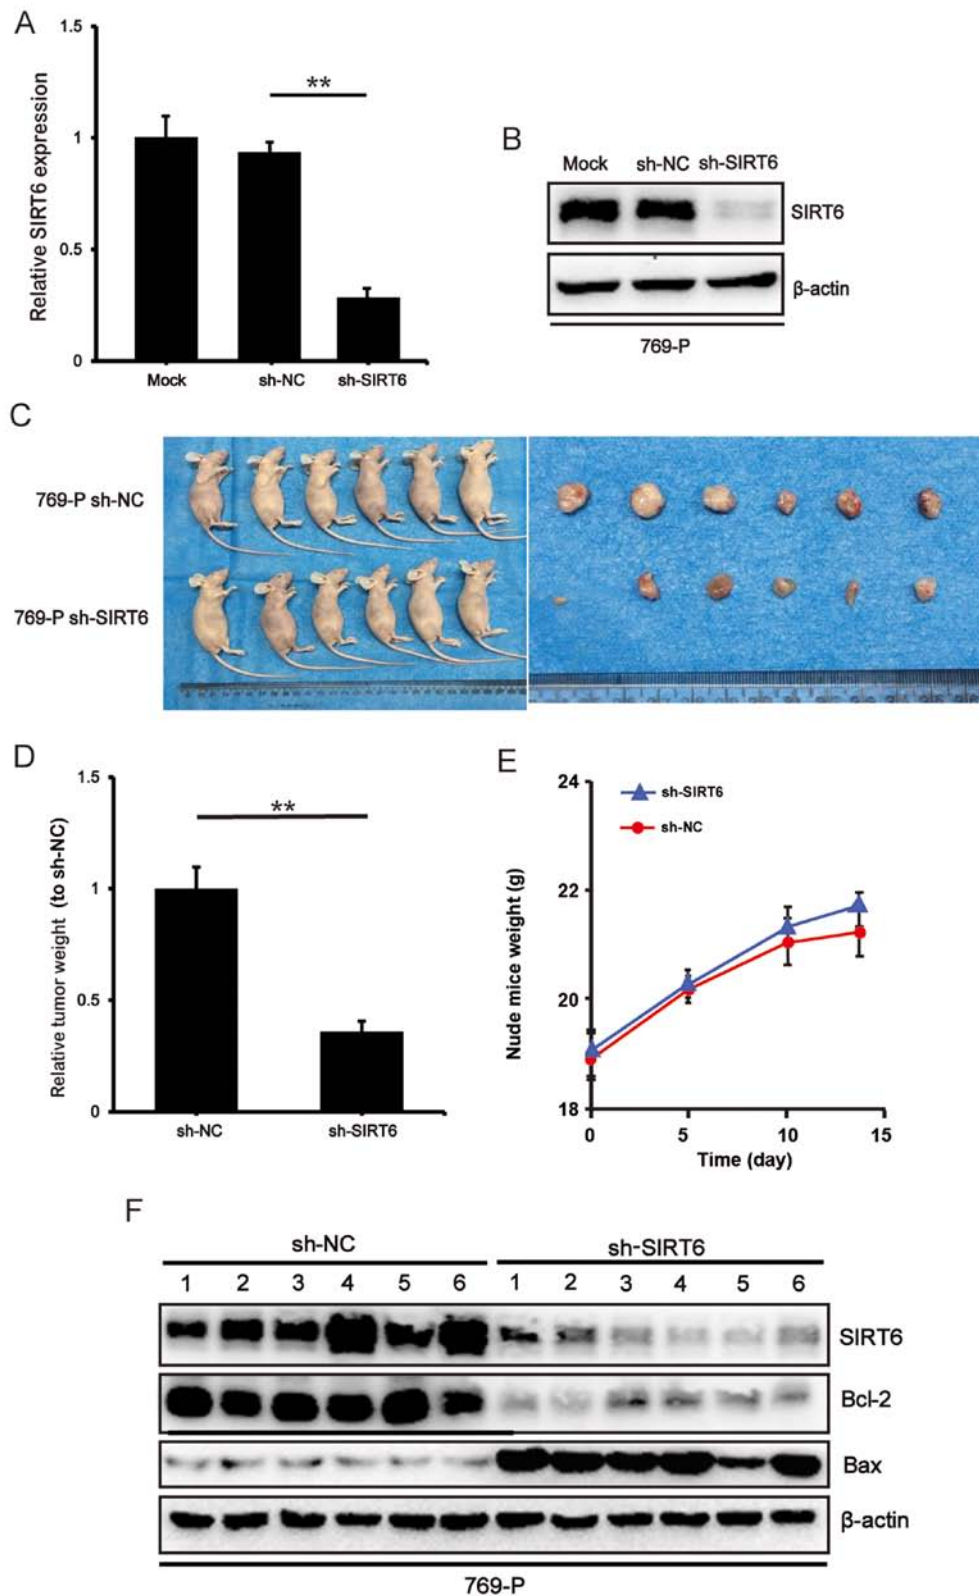 A
1.5
1
0.5
0
Relative SIRT6 expression
**
Mock
sh-NC
sh-SIRT6
B
Mock sh-NC sh-SIRT6
SIRT6
β-actin
769-P
C
769-P sh-NC
769-P sh-SIRT6
D
1.5
1
0.5
0
Relative tumor weight (to sh-NC)
**
sh-NC
sh-SIRT6
E
24
22
20
18
Nude mice weight (g)
sh-SIRT6
sh-NC
0 5 10 15
Time (day)
F
sh-NC sh-SIRT6
1 2 3 4 5 6 1 2 3 4 5 6
SIRT6
Bcl-2
Bax
β-actin
769-P